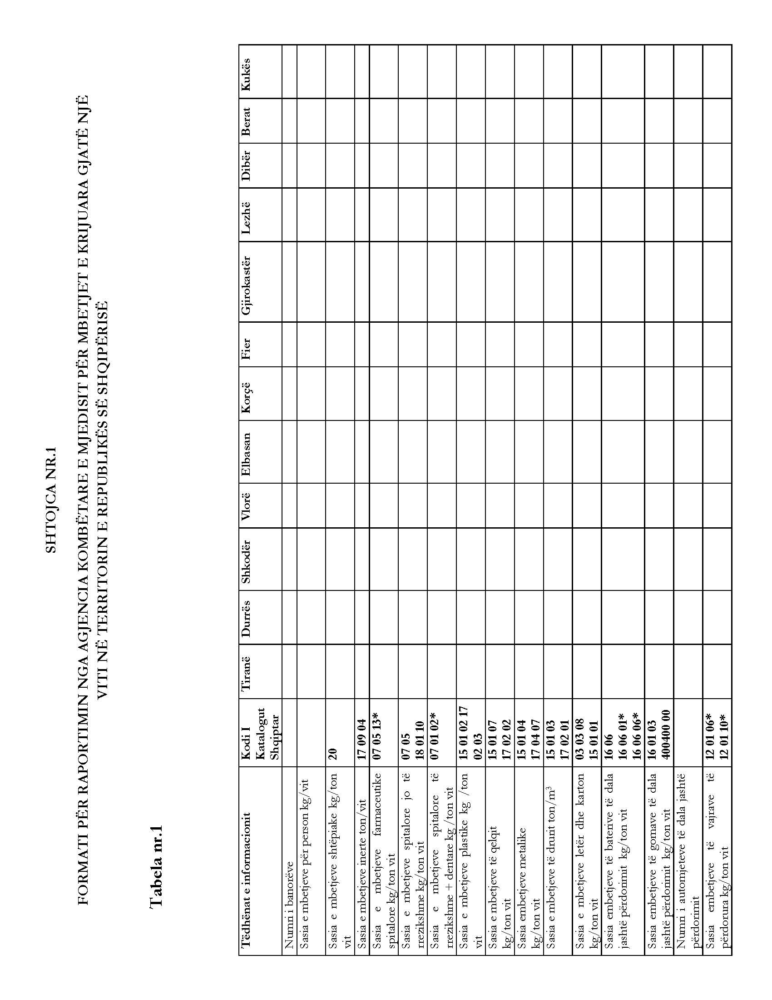 SHTOJCA NR.1
FORMATI PËR RAPORTIMIN NGA AGJENCIA KOMBËTARE E MJEDISIT PËR MBETJET E KRIJUARA GJATË NJË
VITI NË TERRITORIN E REPUBLIKËS SË SHQIPËRISË
Tabela nr.1
Tëdhënat e informacionit
Kodi I
Katalogut
Shqiptar
Tiranë
Durrës
Shkodër
Vlorë
Elbasan
Korçë
Fier
Gjirokastër
Lezhë
Dibër
Berat
Kukës
Numri i banorëve
Sasia e mbetjeve për person kg/vit
Sasia e mbetjeve shtëpiake kg/ton
vit
20
Sasia e mbetjeve inerte ton/vit
17 09 04
Sasia e mbetjeve farmaceutike
spitalore kg/ton vit
07 05 13*
Sasia e mbetjeve spitalore jo të
rrezikshme kg/ton vit
07 05
18 01 10
Sasia e mbetjeve spitalore të
rrezikshme + dentare kg /ton vit
07 01 02*
Sasia e mbetjeve plastike kg /ton
vit
15 01 02 17
02 03
Sasia e mbetjeve të qelqit
kg/ton vit
15 01 07
17 02 02
Sasia embetjeve metalike
kg/ton vit
15 01 04
17 04 07
Sasia e mbetjeve të drurit ton/m³
15 01 03
17 02 01
Sasia e mbetjeve letër dhe karton
kg/ton vit
03 03 08
15 01 01
Sasia embetjeve të baterive të dala
jashtë përdorimit kg/ton vit
16 06
16 06 01*
16 06 06*
Sasia embetjeve të gomave të dala
jashtë përdorimit kg/ton vit
16 01 03
400400 00
Numri i automjeteve të dala jashtë
përdorimit
Sasia embetjeve të vajrave të
përdorura kg/ton vit
12 01 06*
12 01 10*